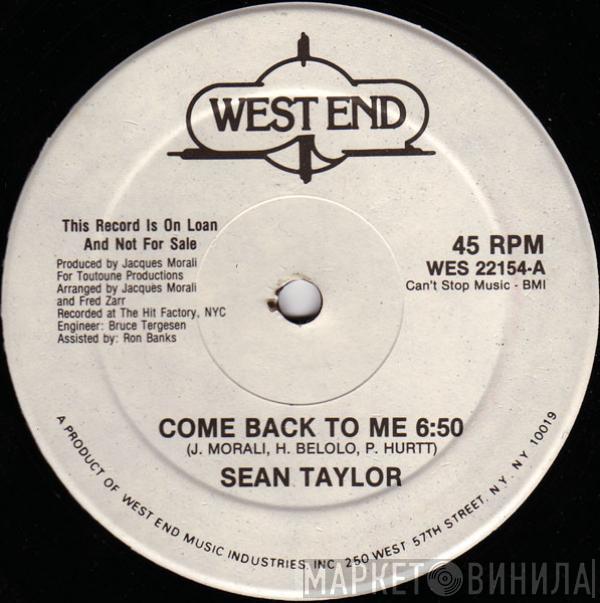 WEST END
This Record Is On Loan
And Not For Sale
Produced by Jacques Morali
For Toutoune Productions
Arranged by Jacques Morali
and Fred Zarr
Recorded at The Hit Factory, NYC
Engineer: Bruce Tergesen
Assisted by: Ron Banks
45 RPM
WES 22154-A
Can't Stop Music - BMI
COME BACK TO ME 6:50
(J. MORALI, H. BELOLO, P. HURTT)
SEAN TAYLOR
A PRODUCT OF WEST END MUSIC INDUSTRIES, INC. 250 WEST 57TH STREET, N.Y. NY 10019
МАРКЕТ ВИНИЛА